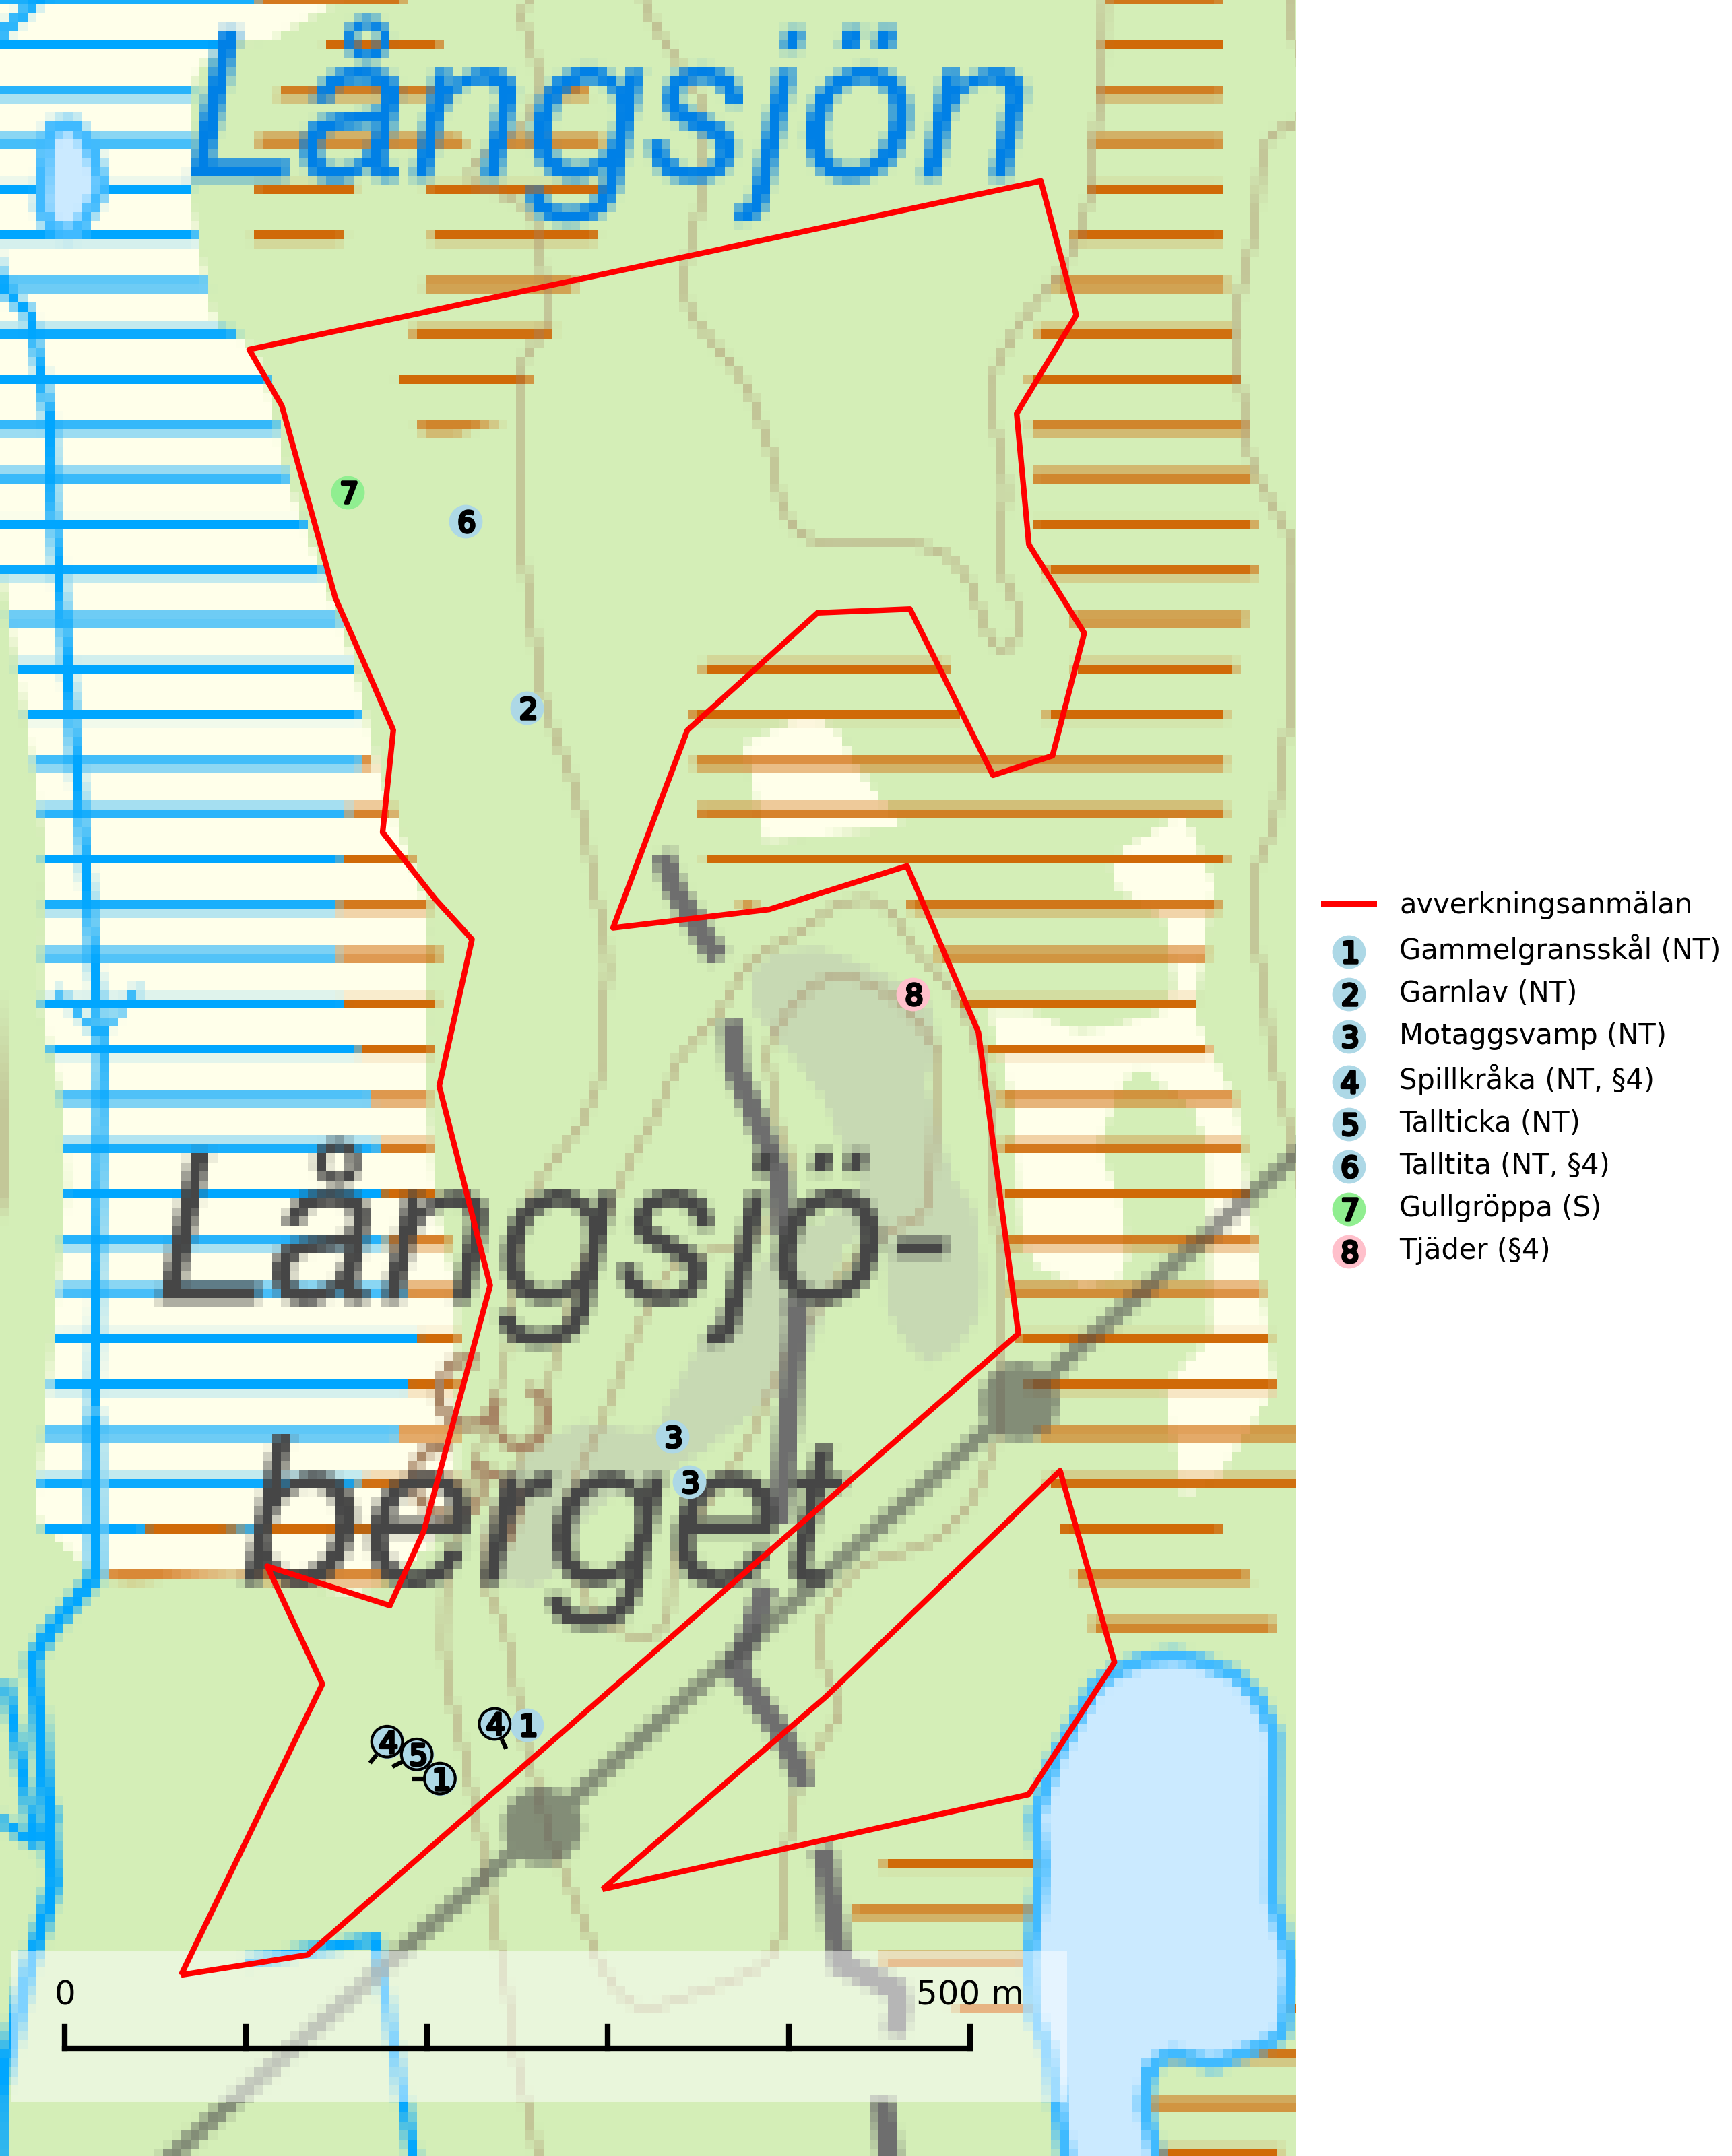 Långsjön
7
6
2
8
Långsjö-
3
berget
3
4
1
4
5
1
0
500 m
avverkningsanmälan
1 Gammelgransskål (NT)
2 Garnlav (NT)
3 Motaggsvamp (NT)
4 Spillkråka (NT, §4)
5 Tallticka (NT)
6 Talltita (NT, §4)
7 Gullgröppa (S)
8 Tjäder (§4)